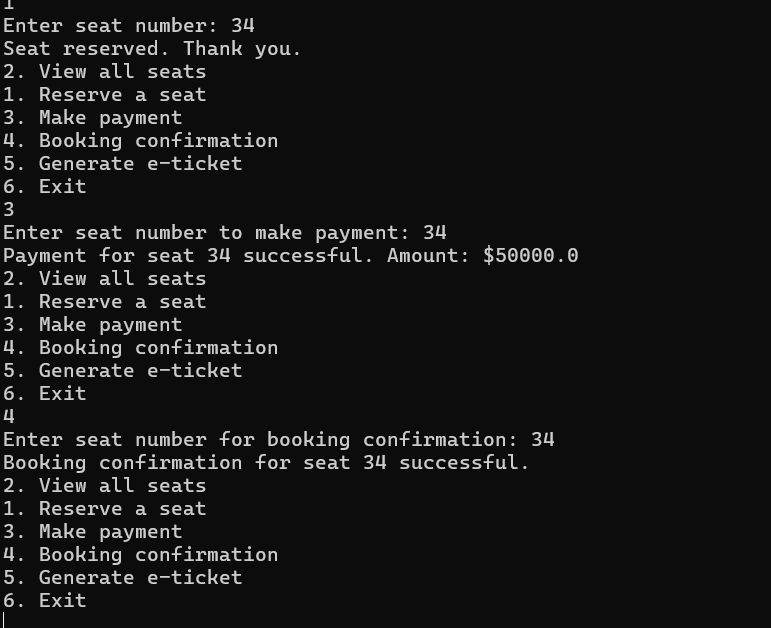 1
Enter seat number: 34
Seat reserved. Thank you.
2. View all seats
1. Reserve a seat
3. Make payment
4. Booking confirmation
5. Generate e-ticket
6. Exit
3
Enter seat number to make payment: 34
Payment for seat 34 successful. Amount: $50000.0
2. View all seats
1. Reserve a seat
3. Make payment
4. Booking confirmation
5. Generate e-ticket
6. Exit
4
Enter seat number for booking confirmation: 34
Booking confirmation for seat 34 successful.
2. View all seats
1. Reserve a seat
3. Make payment
4. Booking confirmation
5. Generate e-ticket
6. Exit